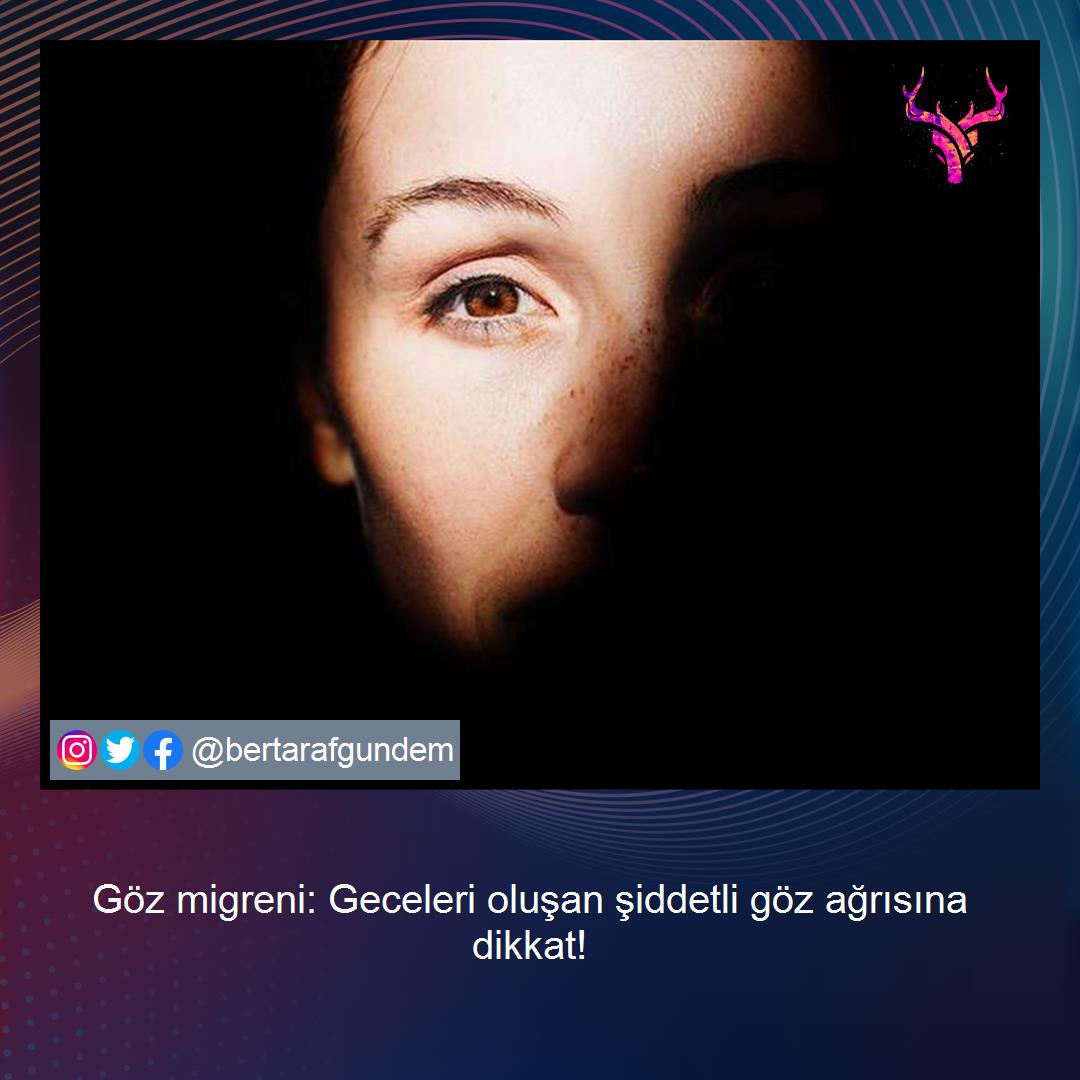 @bertarafgundem
Göz migreni: Geceleri oluşan şiddetli göz ağrısına
dikkat!